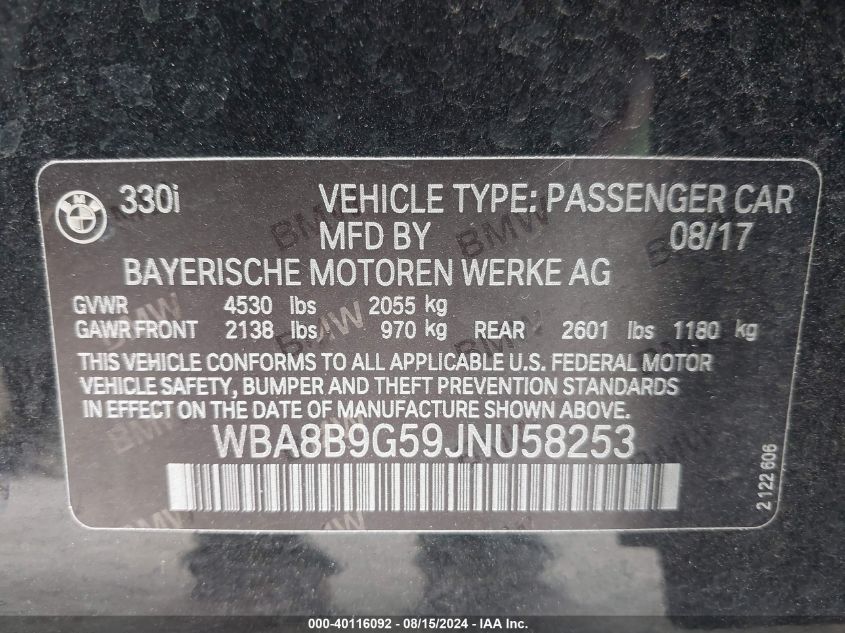 330i VEHICLE TYPE: PASSENGER CAR
MFD BY 08/17
BAYERISCHE MOTOREN WERKE AG
GVWR 4530 lbs 2055 kg
GAWR FRONT 2138 lbs 970 kg REAR 2601 lbs 1180 kg
THIS VEHICLE CONFORMS TO ALL APPLICABLE U.S. FEDERAL MOTOR
VEHICLE SAFETY, BUMPER AND THEFT PREVENTION STANDARDS
IN EFFECT ON THE DATE OF MANUFACTURE SHOWN ABOVE.
WBA8B9G59JNU58253
2 122 606
000-40116092 - 08/15/2024 - IAA Inc.